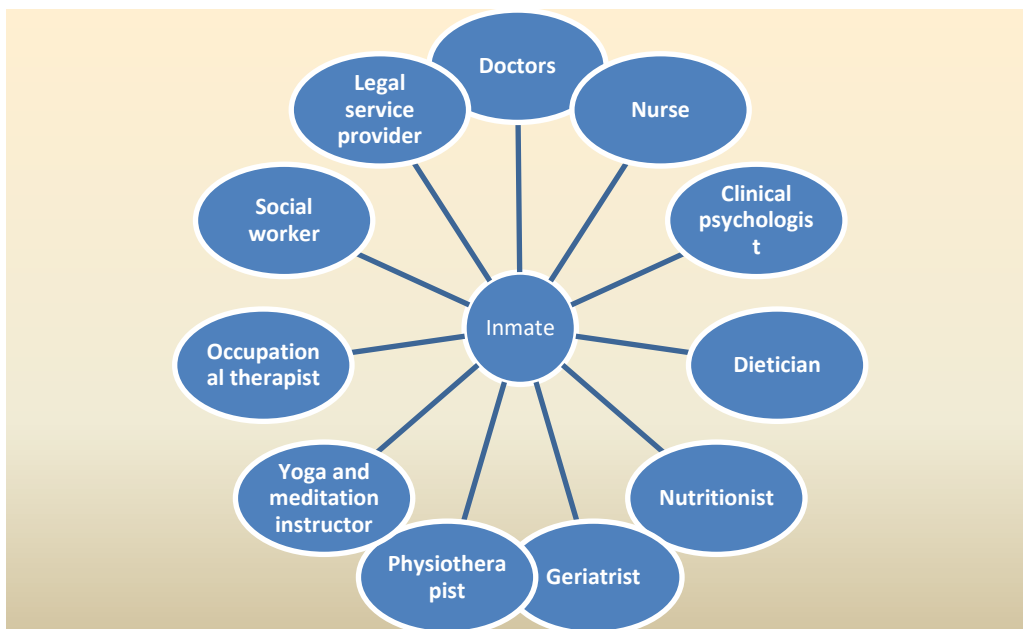 Doctors
Nurse
Clinical
psychologis
t
Dietician
Nutritionist
Geriatrist
Physiothera
pist
Yoga and
meditation
instructor
Occupation
al therapist
Social
worker
Legal
service
provider
Inmate